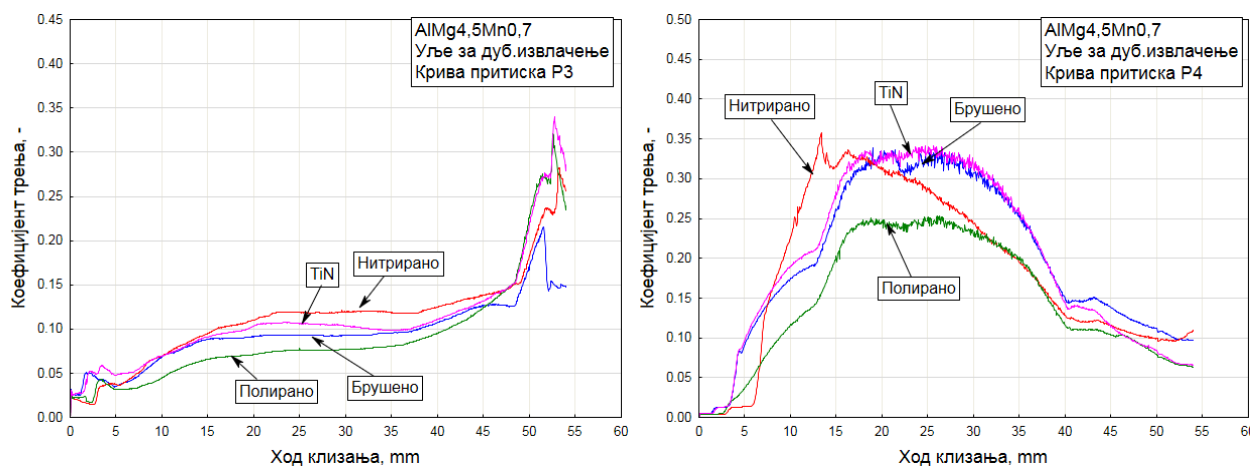 AlMg4,5Mn0,7
Уље за дуб.извлачење
Крива притиска P3
Коефицијент трења, -
0.45
0.40
0.35
0.30
0.25
0.20
0.15
0.10
0.05
0.00
TiN
Нитрирано
Полирано
Брушено
0 5 10 15 20 25 30 35 40 45 50 55 60
Ход клизања, mm
AlMg4,5Mn0,7
Уље за дуб.извлачење
Крива притиска P4
Коефицијент трења, -
0.50
0.45
0.40
0.35
0.30
0.25
0.20
0.15
0.10
0.05
0.00
Нитрирано
TiN
Брушено
Полирано
0 5 10 15 20 25 30 35 40 45 50 55 60
Ход клизања, mm